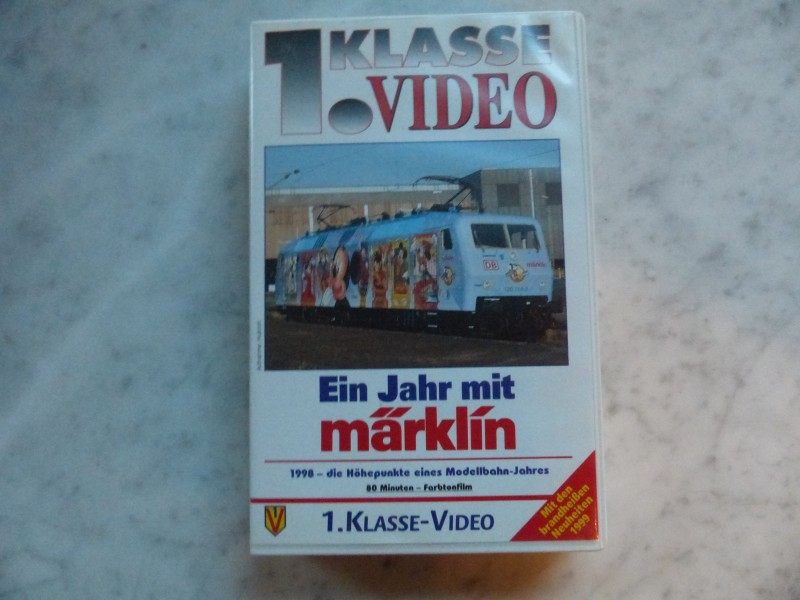 1. KLASSE
VIDEO
DB
märklin
Ein Jahr mit
märklin
1998 – die Höhepunkte eines Modellbahn-Jahres
80 Minuten – Farbtonfilm
V
1. KLASSE-VIDEO
Mit den
brandheißen
Neuheiten
1999